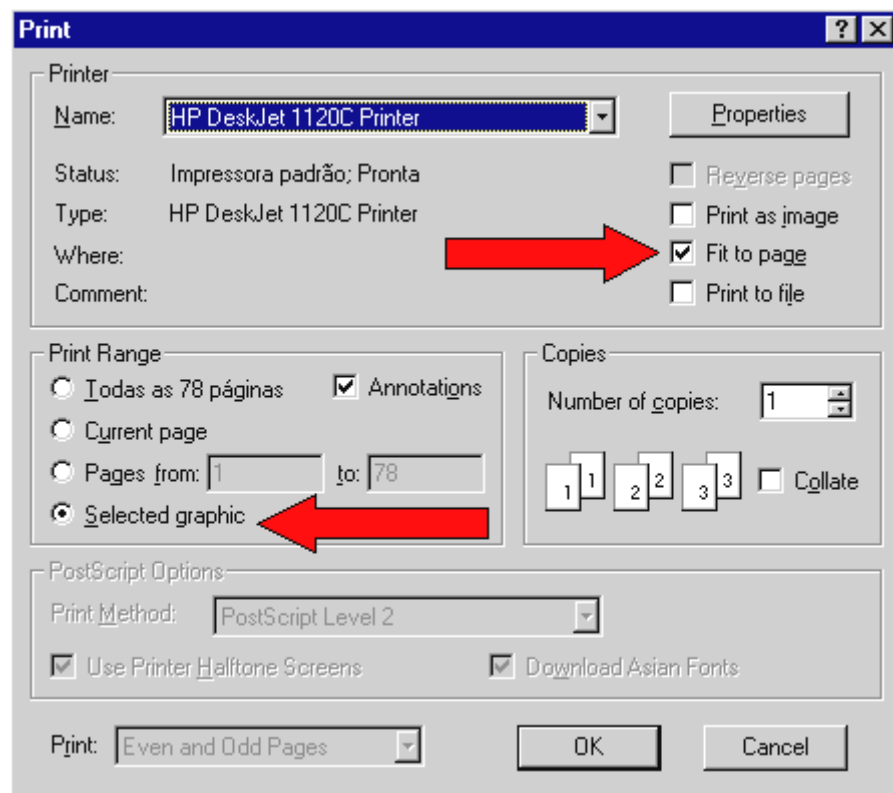 Print
Printer
Name: HP DeskJet 1120C Printer Properties
Status: Impressora padrão; Pronta Reverse pages
Type: HP DeskJet 1120C Printer Print as image
Where: Fit to page
Comment: Print to file
Print Range
Todas as 78 páginas Annotations
Current page
Pages from: 1 to: 78
Selected graphic
Copies
Number of copies: 1
1 1 2 2 3 3 Collate
PostScript Options
Print Method: PostScript Level 2
Use Printer Halftone Screens Download Asian Fonts
Print: Even and Odd Pages OK Cancel